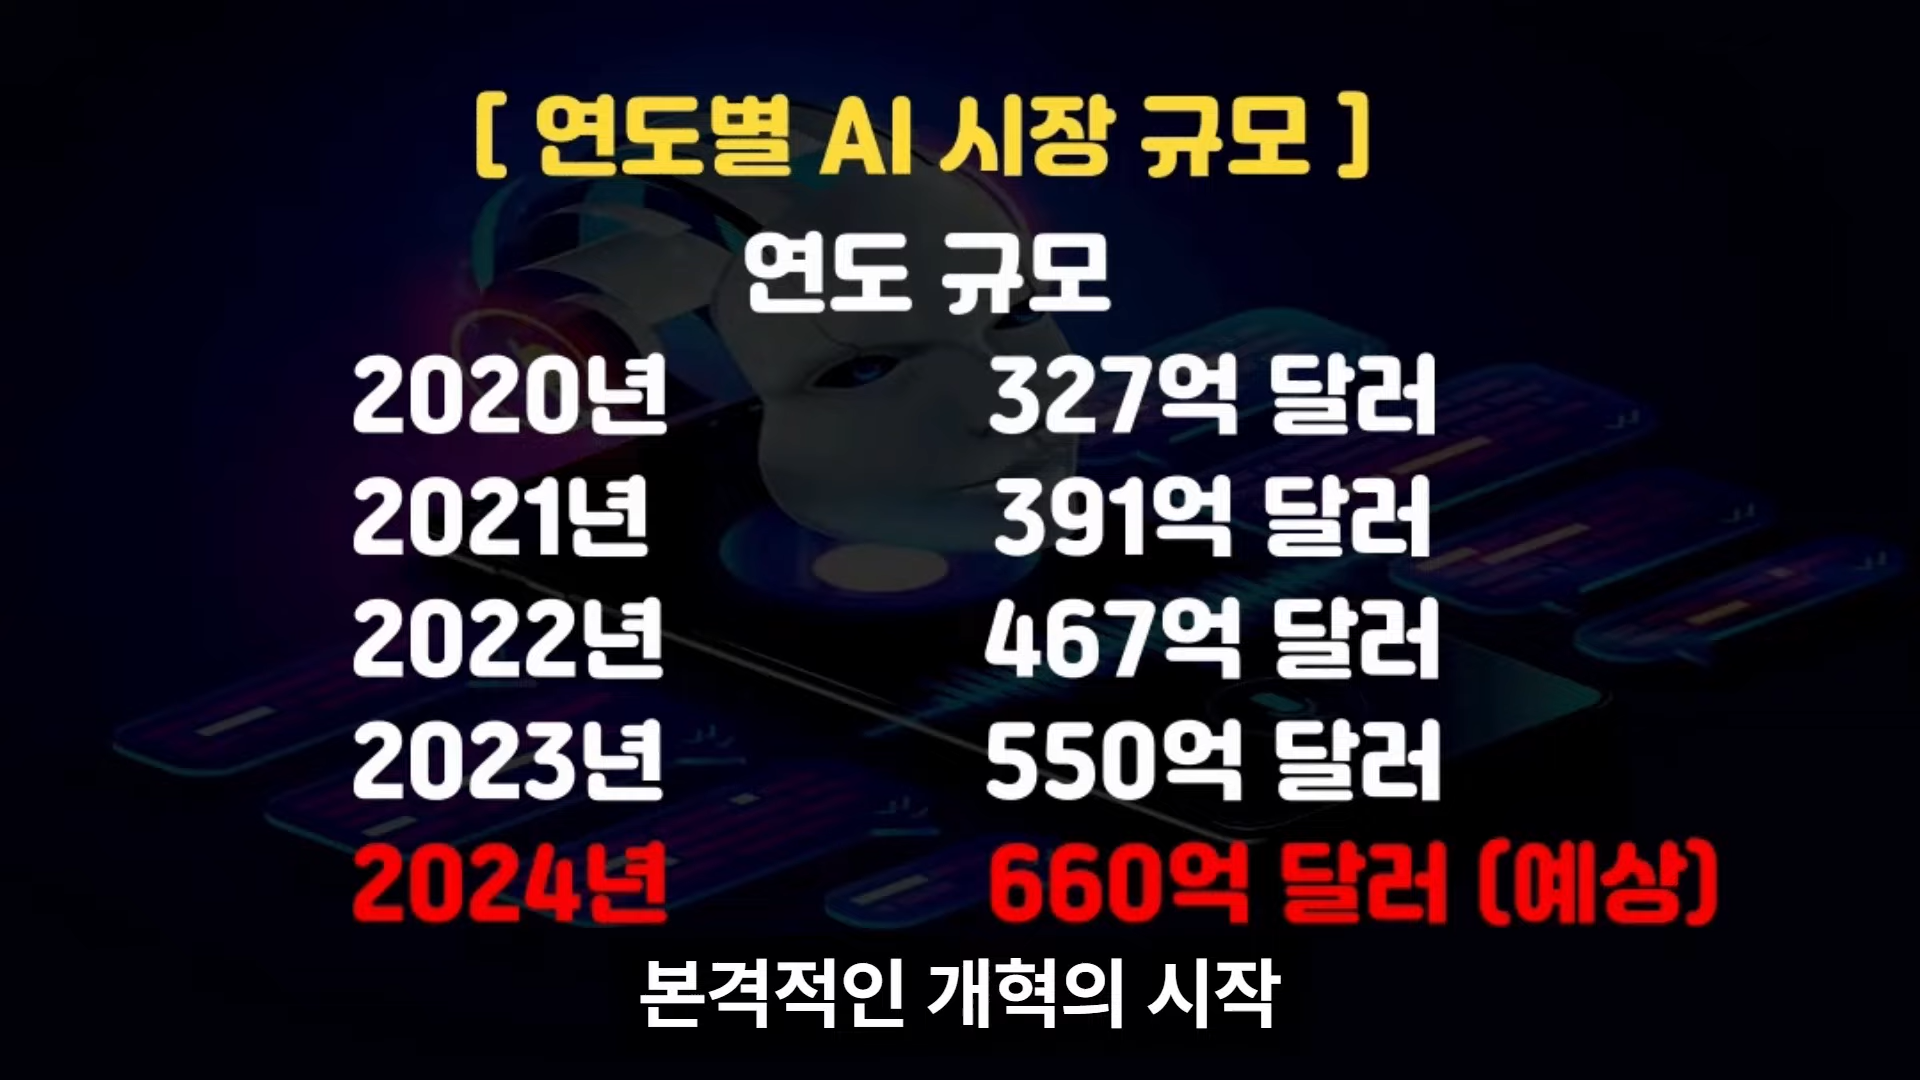 [ 연도별 AI 시장 규모 ]
연도 규모
2020년 327억 달러
2021년 391억 달러
2022년 467억 달러
2023년 550억 달러
2024년 660억 달러 (예상)
본격적인 개혁의 시작